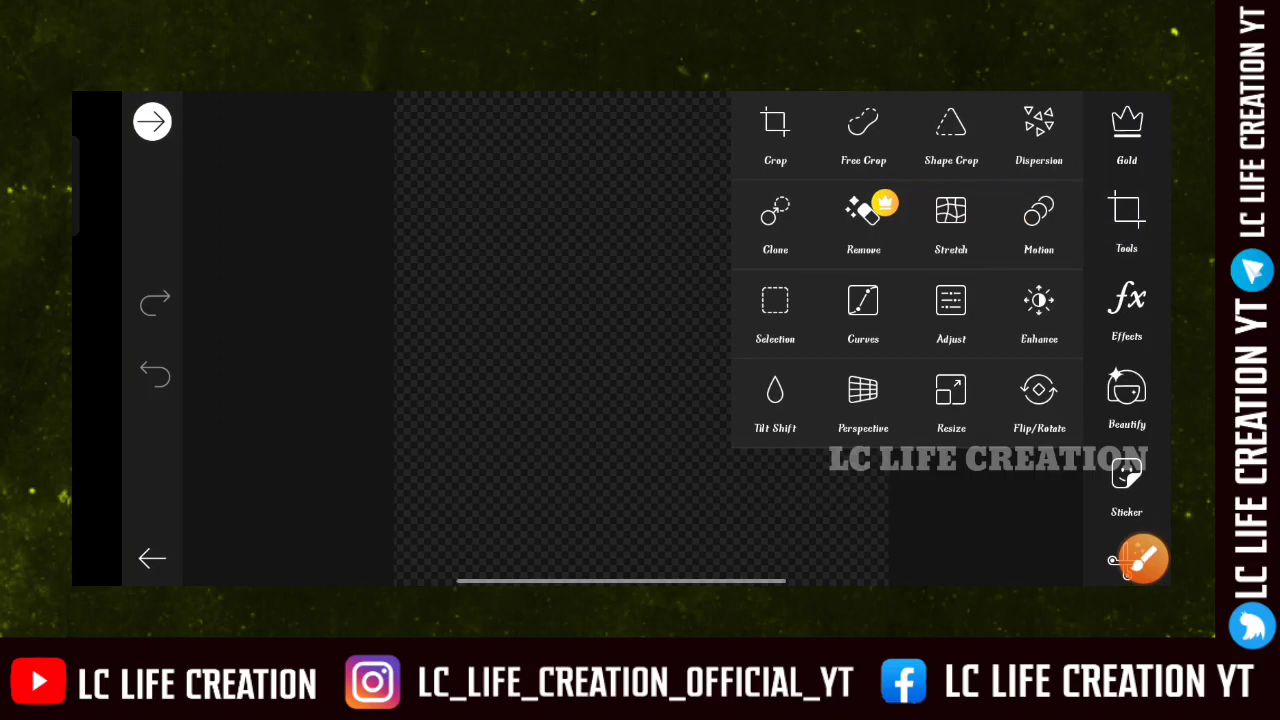 Crop
Free Crop
Shape Crop
Dispersion
Gold
Clone
Remove
Stretch
Motion
Tools
Selection
Curves
Adjust
Enhance
Effects
Tilt Shift
Perspective
Resize
Flip/Rotate
Beautify
LC LIFE CREATION
Sticker
LC LIFE CREATION YT
LC LIFE CREATION YT
LC LIFE CREATION
LC_LIFE_CREATION_OFFICIAL_YT
LC LIFE CREATION YT